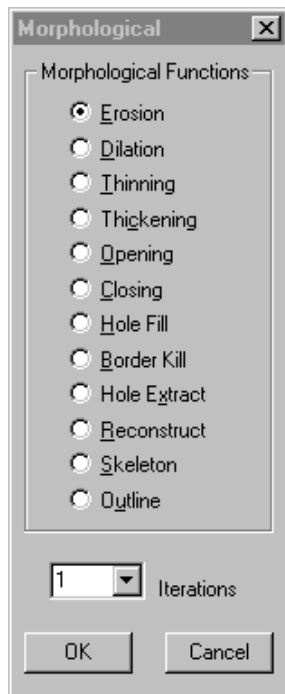 Morphological
Morphological Functions
Erosion
Dilation
Thinning
Thickening
Opening
Closing
Hole Fill
Border Kill
Hole Extract
Reconstruct
Skeleton
Outline
1 Iterations
OK Cancel